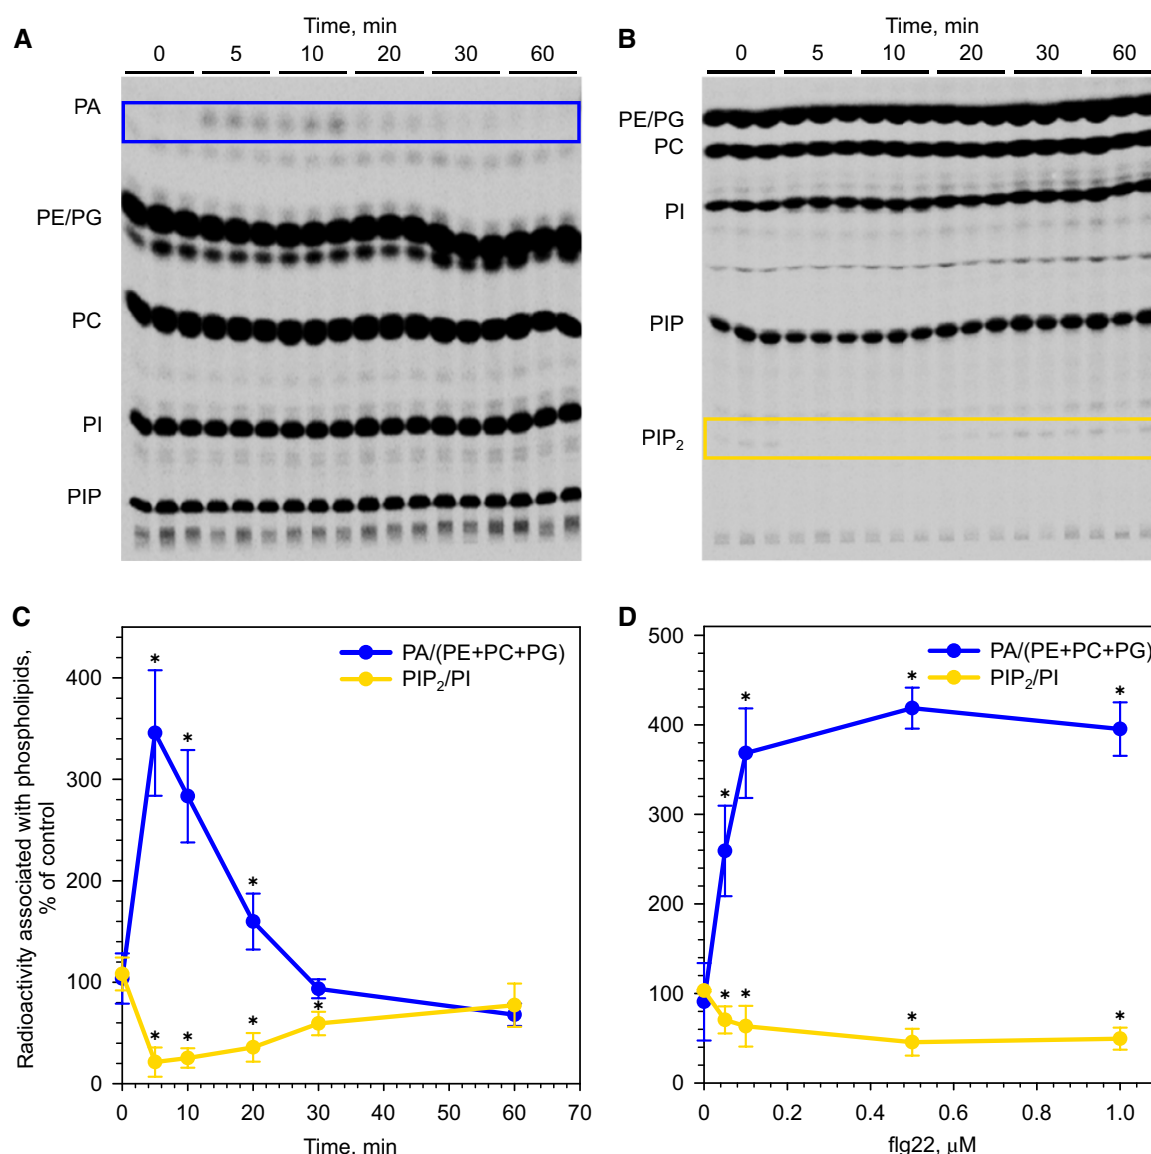 A
Time, min
0 5 10 20 30 60
PA
PE/PG
PC
PI
PIP
B
Time, min
0 5 10 20 30 60
PE/PG
PC
PI
PIP
PIP₂
C
Radioactivity associated with phospholipids,
% of control
400
300
200
100
0
PA/(PE+PC+PG)
PIP₂/PI
* * * * * * *
0 10 20 30 40 50 60 70
Time, min
D
500
400
300
200
100
0
PA/(PE+PC+PG)
PIP₂/PI
* * * * * * * *
0 0.2 0.4 0.6 0.8 1.0
flg22, μM